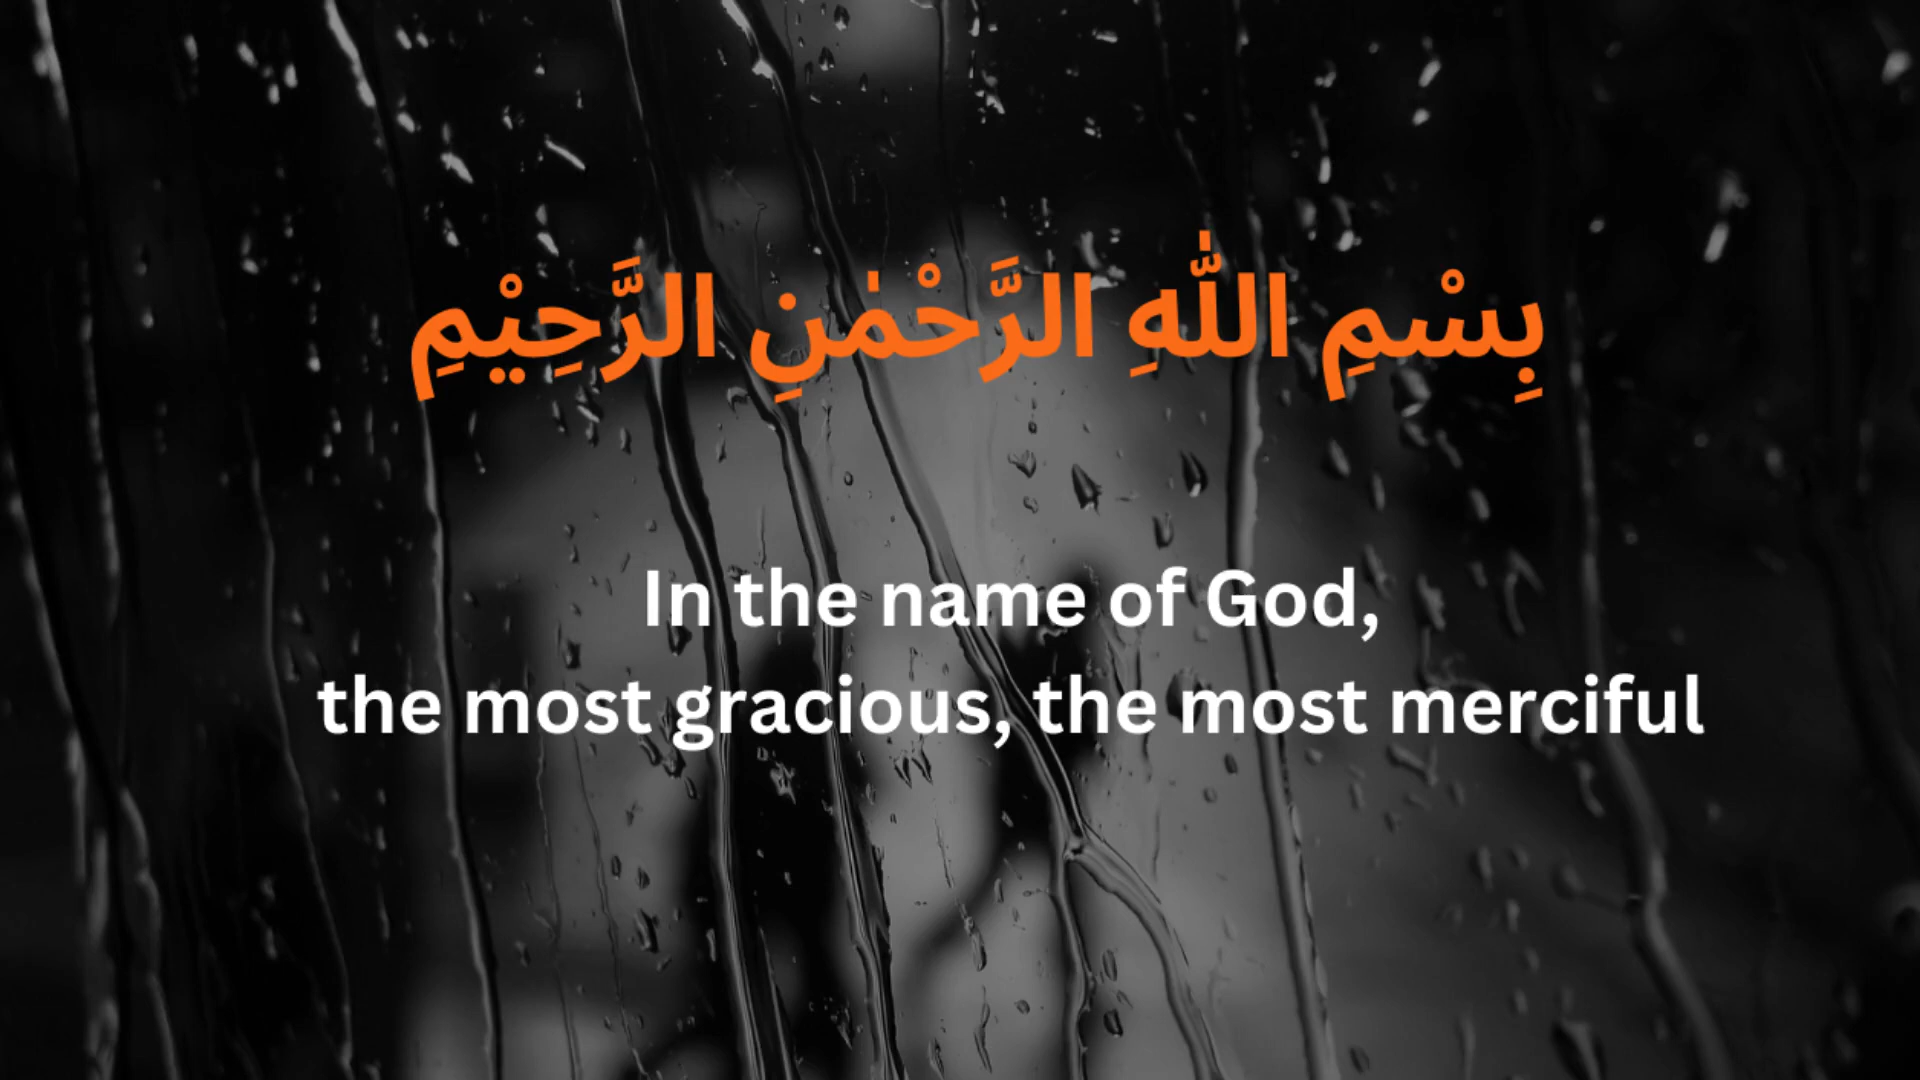 بِسْمِ اللّٰهِ الرَّحْمٰنِ الرَّحِيْمِ
In the name of God,
the most gracious, the most merciful